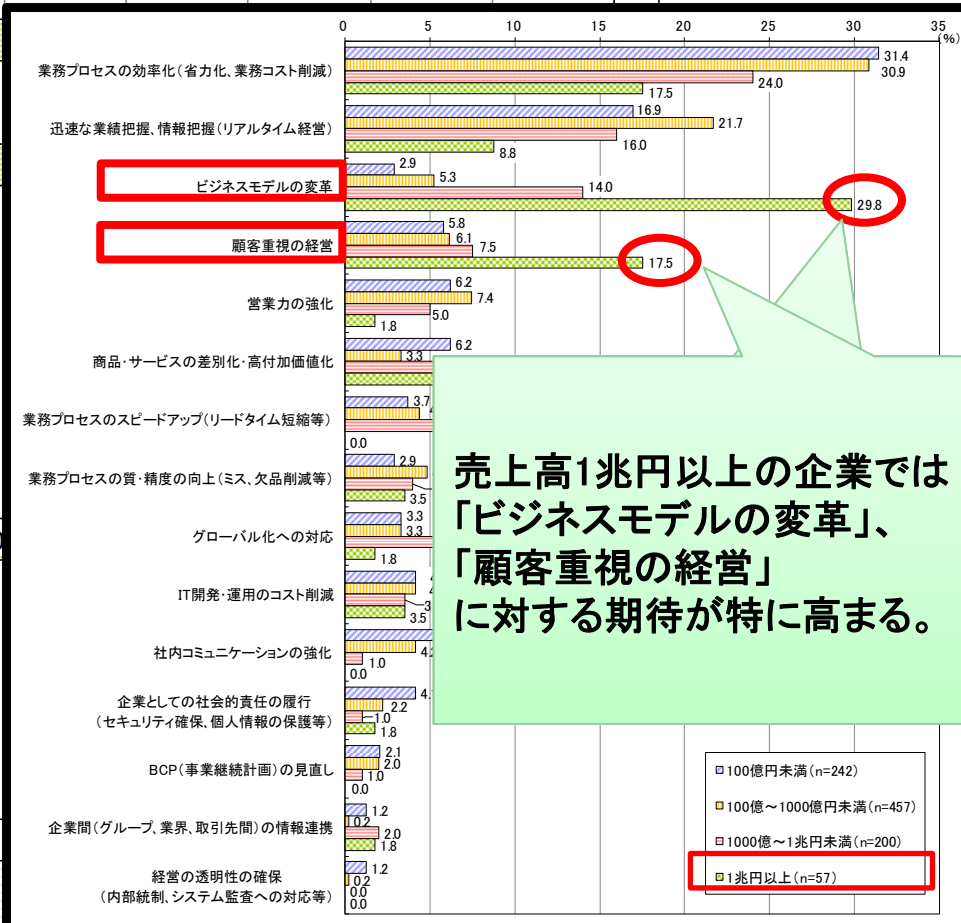 0 5 10 15 20 25 30 35
(%)
業務プロセスの効率化(省力化、業務コスト削減)
31.4
30.9
24.0
17.5
迅速な業績把握、情報把握(リアルタイム経営)
16.9
21.7
16.0
8.8
ビジネスモデルの変革
2.9
5.3
14.0
29.8
顧客重視の経営
5.8
6.1
7.5
17.5
営業力の強化
6.2
7.4
5.0
1.8
商品・サービスの差別化・高付加価値化
6.2
3.3
業務プロセスのスピードアップ(リードタイム短縮等)
3.7
0.0
業務プロセスの質・精度の向上(ミス、欠品削減等)
2.9
3.5
グローバル化への対応
3.3
3.3
1.8
IT開発・運用のコスト削減
3.5
社内コミュニケーションの強化
1.0
0.0
企業としての社会的責任の履行
(セキュリティ確保、個人情報の保護等)
2.2
1.0
1.8
BCP(事業継続計画)の見直し
2.1
2.0
1.0
0.0
企業間(グループ、業界、取引先間)の情報連携
1.2
0.2
2.0
1.8
経営の透明性の確保
(内部統制、システム監査への対応等)
1.2
0.2
0.0
0.0
売上高1兆円以上の企業では
「ビジネスモデルの変革」、
「顧客重視の経営」
に対する期待が特に高まる。
100億円未満(n=242)
100億～1000億円未満(n=457)
1000億～1兆円未満(n=200)
1兆円以上(n=57)